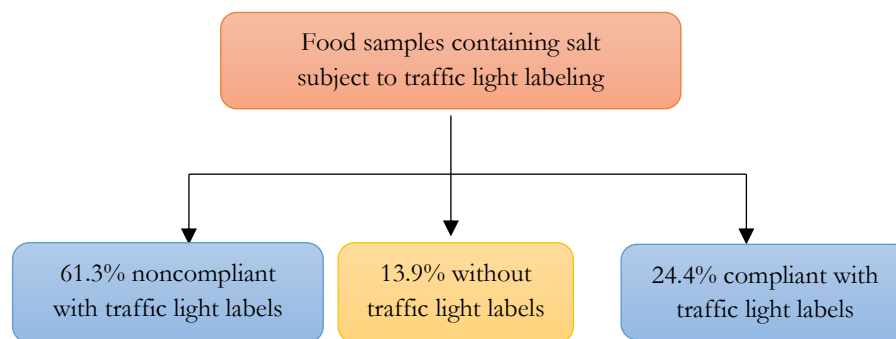 Food samples containing salt
subject to traffic light labeling
61.3% noncompliant
with traffic light labels
13.9% without
traffic light labels
24.4% compliant with
traffic light labels